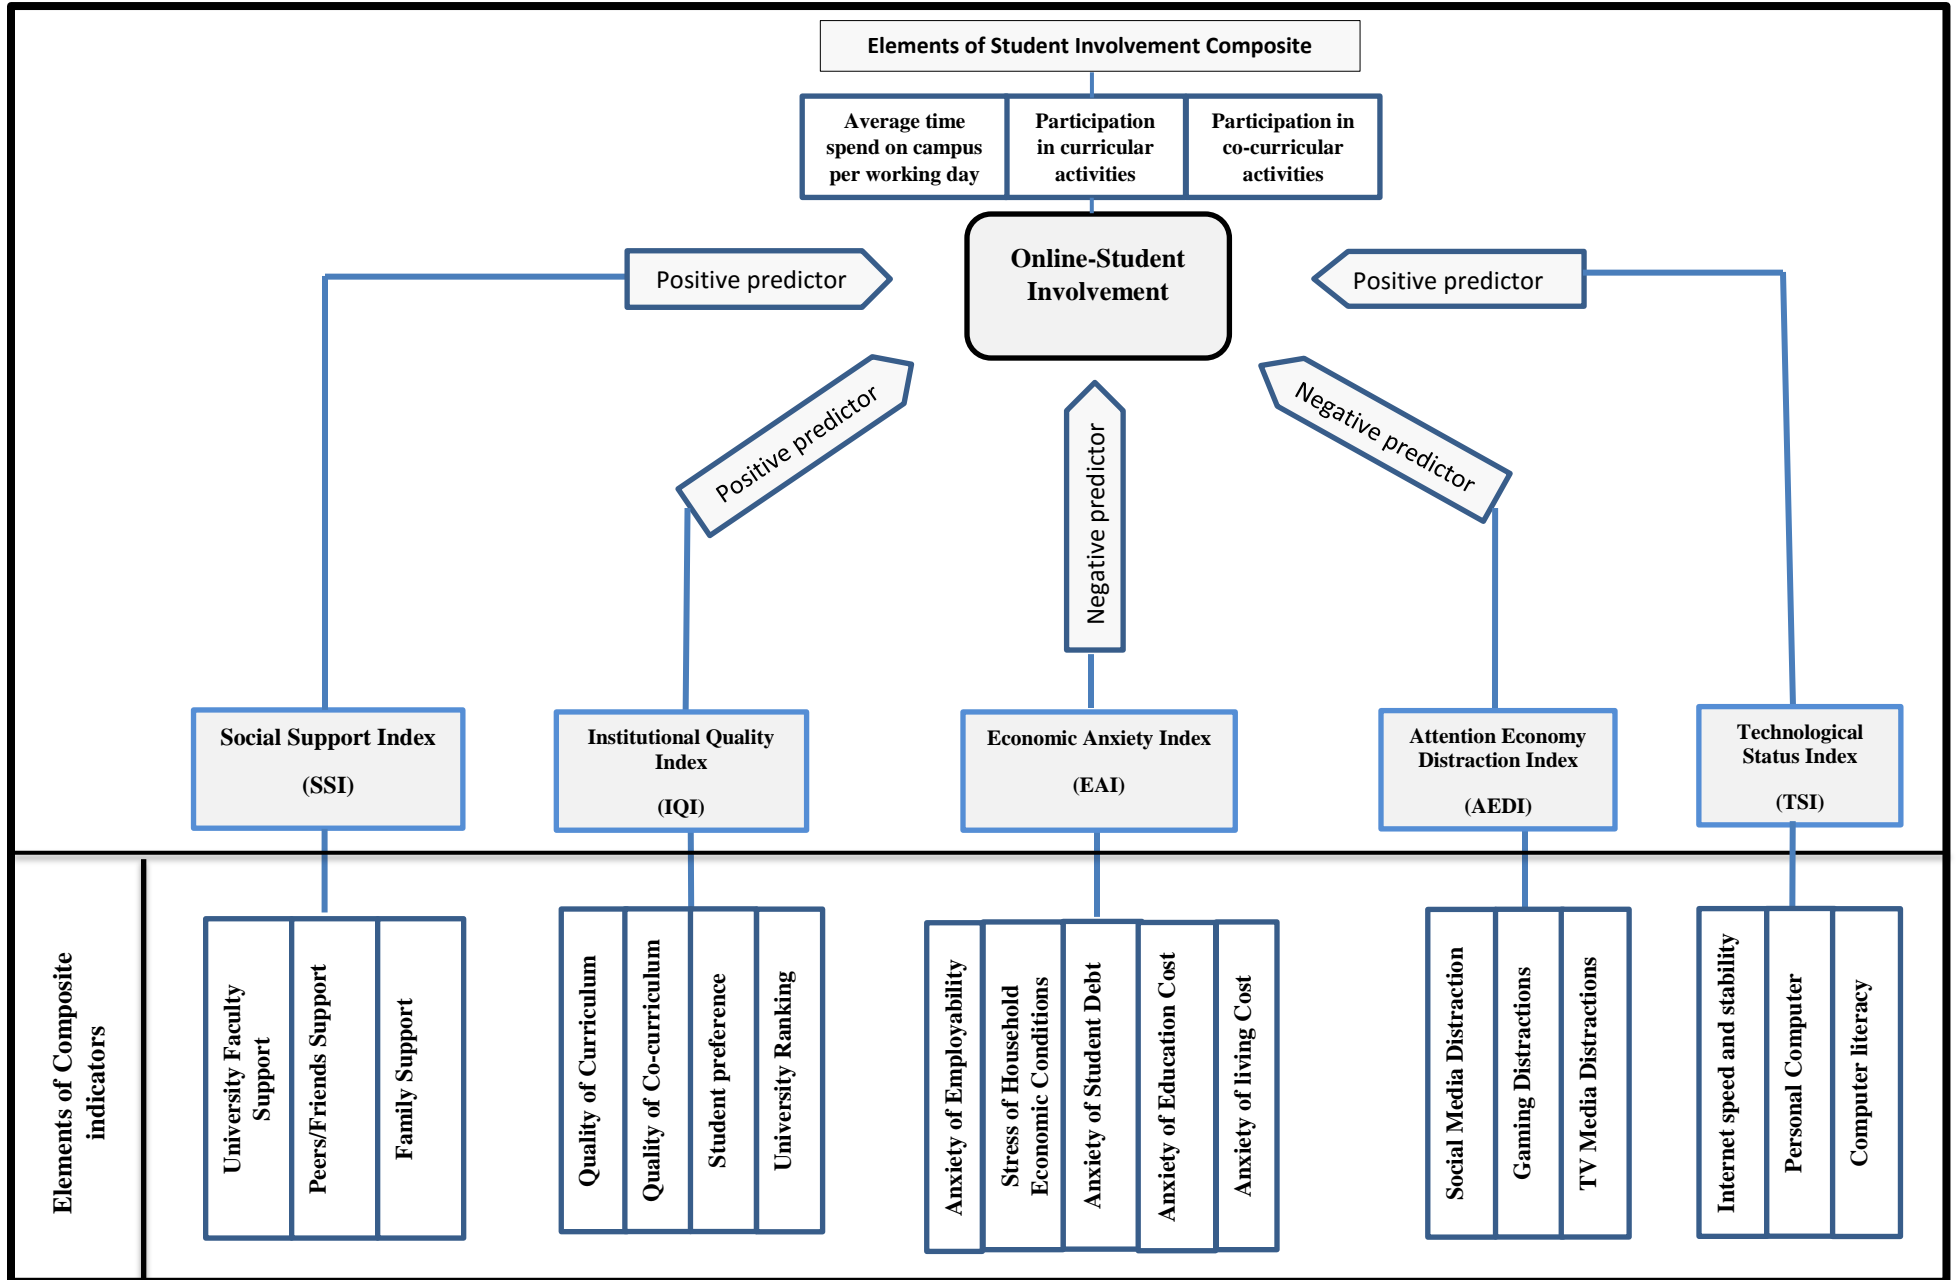 Elements of Student Involvement Composite
Average time
spend on campus
per working day
Participation
in curricular
activities
Participation in
co-curricular
activities
Online-Student
Involvement
Positive predictor
Positive predictor
Positive predictor
Negative predictor
Negative predictor
Social Support Index
(SSI)
Institutional Quality
Index
(IQI)
Economic Anxiety Index
(EAI)
Attention Economy
Distraction Index
(AEDI)
Technological
Status Index
(TSI)
Elements of Composite
indicators
University Faculty
Support
Peers/Friends Support
Family Support
Quality of Curriculum
Quality of Co-curriculum
Student preference
University Ranking
Anxiety of Employability
Stress of Household
Economic Conditions
Anxiety of Student Debt
Anxiety of Education Cost
Anxiety of living Cost
Social Media Distraction
Gaming Distractions
TV Media Distractions
Internet speed and stability
Personal Computer
Computer literacy